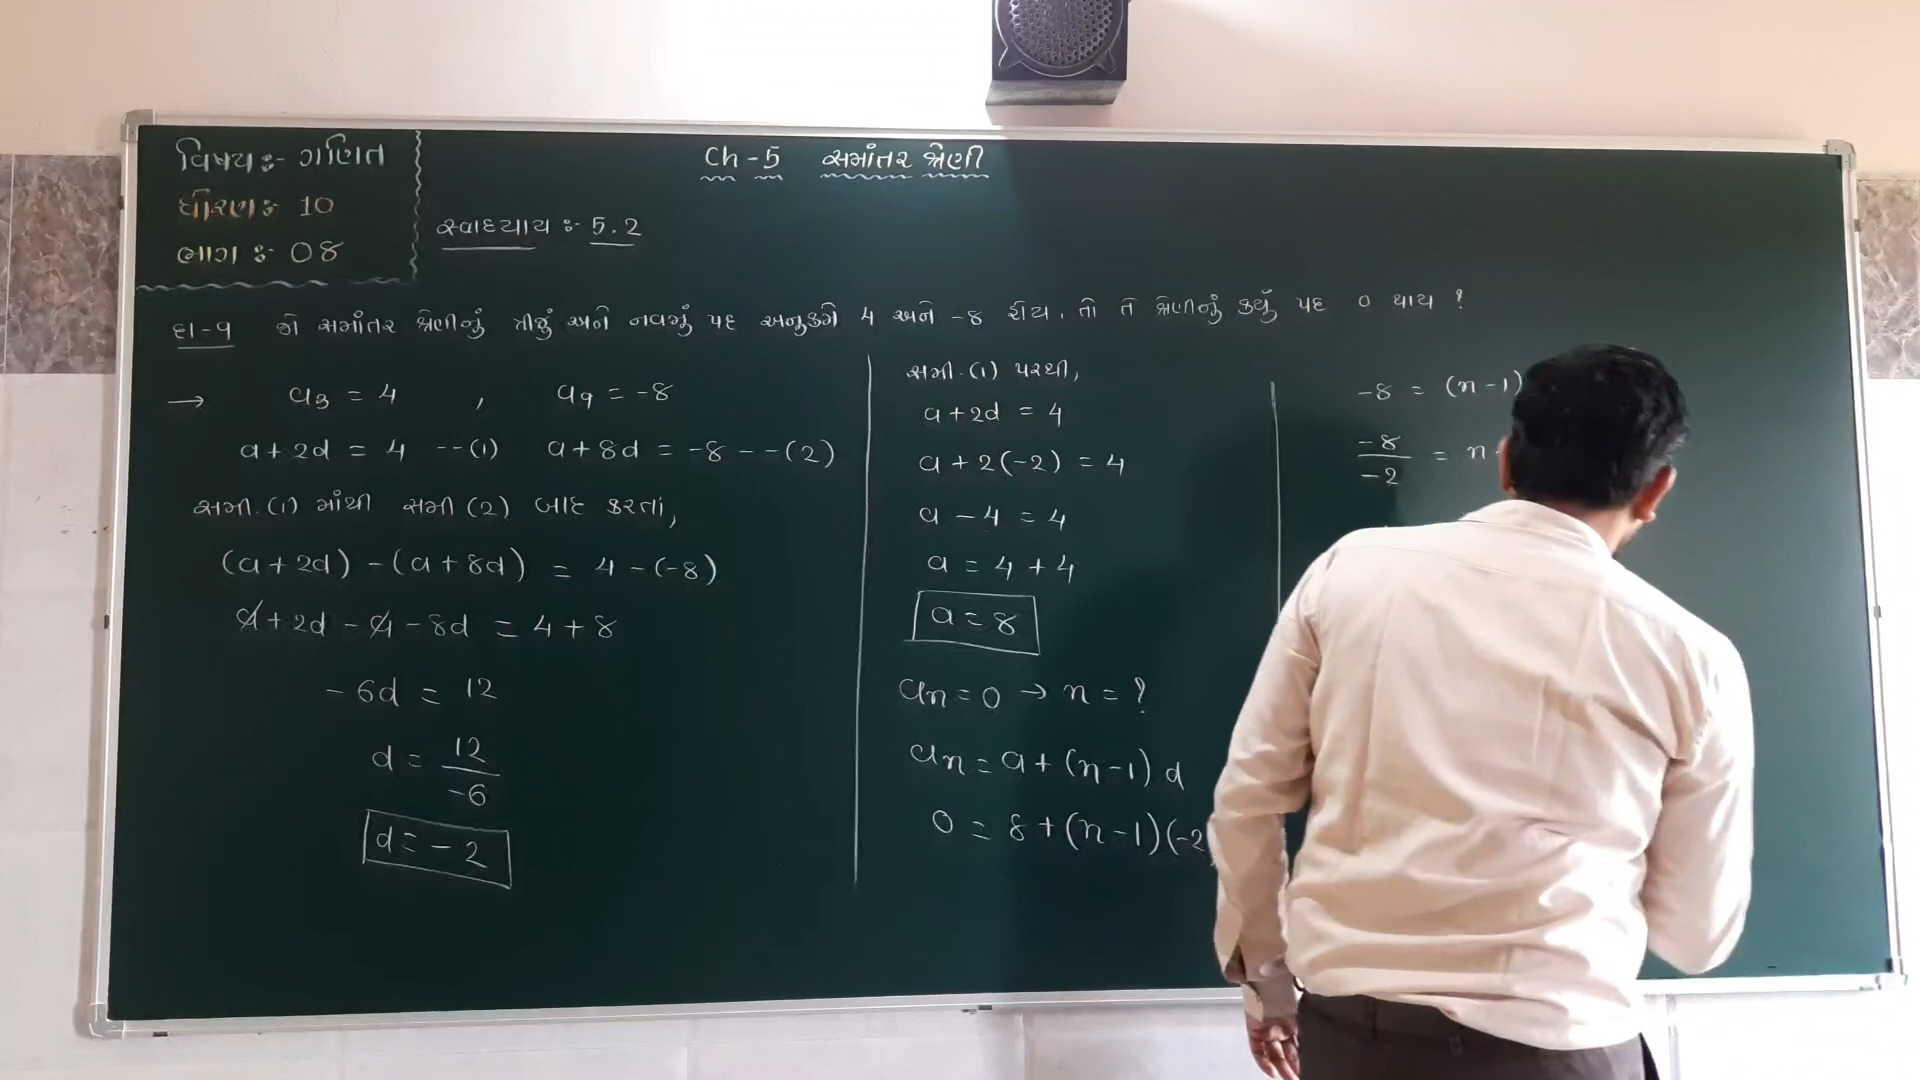 વિષય :- ગણિત
ધોરણ :- 10
ભાગ :- 08
Ch - 5 સમાંતર શ્રેણી
સ્વાધ્યાય :- 5.2
દા-૧ જો સમાંતર શ્રેણીનું ત્રીજું અને નવમું પદ અનુક્રમે 4 અને -8 હોય, તો તે શ્રેણીનું કયું પદ 0 થાય ?
→ a₃ = 4 , a₉ = -8
a + 2d = 4 --(1) a + 8d = -8 --(2)
સમી.(1) માંથી સમી (2) બાદ કરતાં,
(a + 2d) - (a + 8d) = 4 - (-8)
a + 2d - a - 8d = 4 + 8
- 6d = 12
d = 12/-6
d = - 2
સમી.(1) પરથી,
a + 2d = 4
a + 2(-2) = 4
a - 4 = 4
a = 4 + 4
a = 8
aₙ = 0 → n = ?
aₙ = a + (n - 1) d
0 = 8 + (n - 1)(-2
-8 = (n - 1)
-8/-2 = n